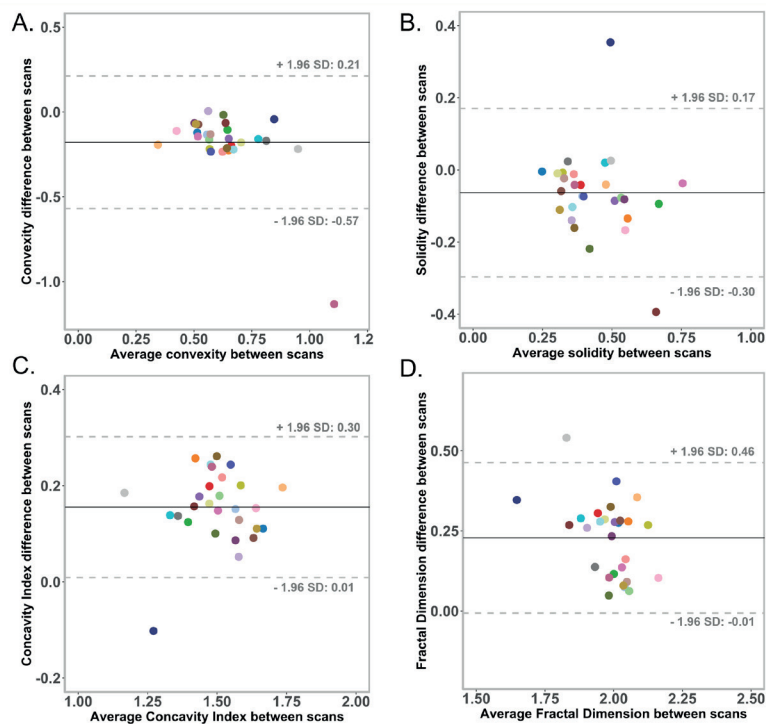 A.
Convexity difference between scans
0.5
0.0
-0.5
-1.0
+ 1.96 SD: 0.21
- 1.96 SD: -0.57
0.00
0.25
0.50
0.75
1.00
1.2
Average convexity between scans
B.
Solidity difference between scans
0.4
0.2
0.0
-0.2
-0.4
+ 1.96 SD: 0.17
- 1.96 SD: -0.30
0.00
0.25
0.50
0.75
1.00
Average solidity between scans
C.
Concavity Index difference between scans
0.4
0.2
0.0
-0.2
+ 1.96 SD: 0.30
- 1.96 SD: 0.01
1.00
1.25
1.50
1.75
2.00
Average Concavity Index between scans
D.
Fractal Dimension difference between scans
0.50
0.25
0.00
+ 1.96 SD: 0.46
- 1.96 SD: -0.01
1.50
1.75
2.00
2.25
2.50
Average Fractal Dimension between scans